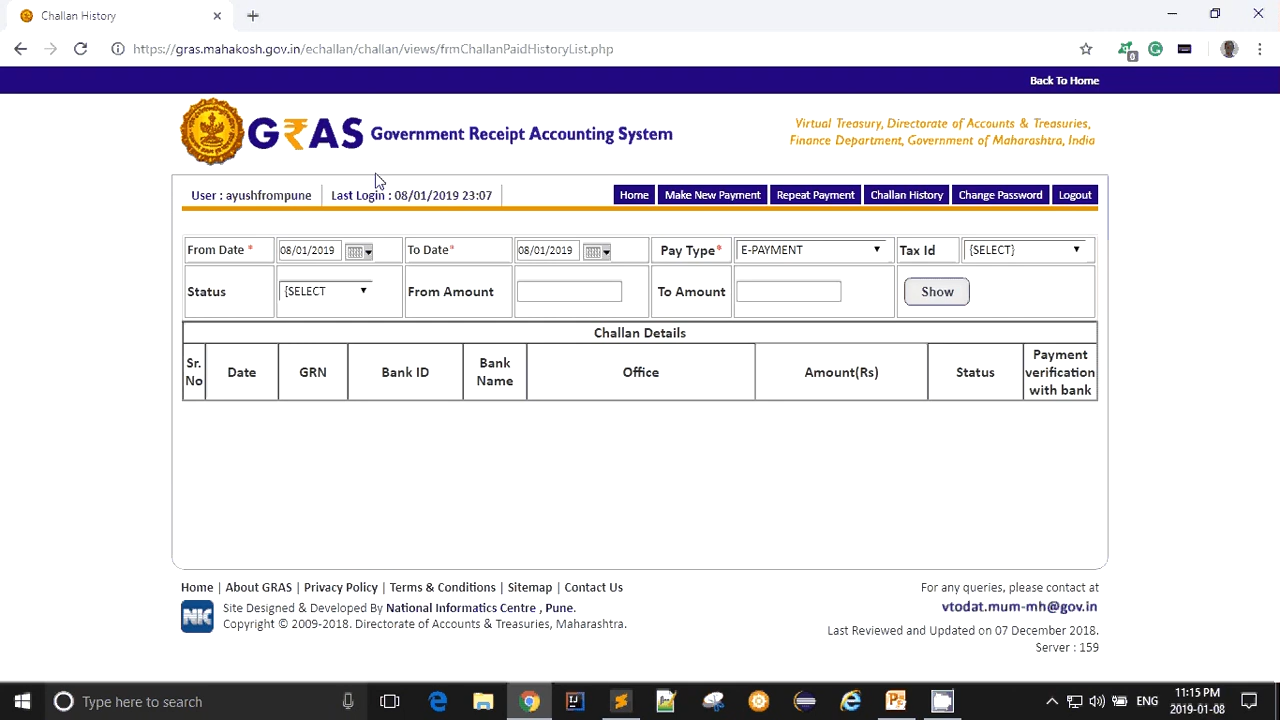 Challan History
https://gras.mahakosh.gov.in/echallan/challan/views/frmChallanPaidHistoryList.php
0
Back To Home
G₹AS Government Receipt Accounting System
Virtual Treasury, Directorate of Accounts & Treasuries,
Finance Department, Government of Maharashtra, India
User : ayushfrompune Last Login : 08/01/2019 23:07 Home Make New Payment Repeat Payment Challan History Change Password Logout
From Date * 08/01/2019 To Date* 08/01/2019 Pay Type* E-PAYMENT Tax Id {SELECT}
Status {SELECT From Amount To Amount Show
Challan Details
Sr. No Date GRN Bank ID Bank Name Office Amount(Rs) Status Payment verification with bank
Home | About GRAS | Privacy Policy | Terms & Conditions | Sitemap | Contact Us
For any queries, please contact at
NIC
Site Designed & Developed By National Informatics Centre , Pune.
vtodat.mum-mh@gov.in
Copyright © 2009-2018. Directorate of Accounts & Treasuries, Maharashtra.
Last Reviewed and Updated on 07 December 2018.
Server : 159
Type here to search
ENG
11:15 PM
2019-01-08